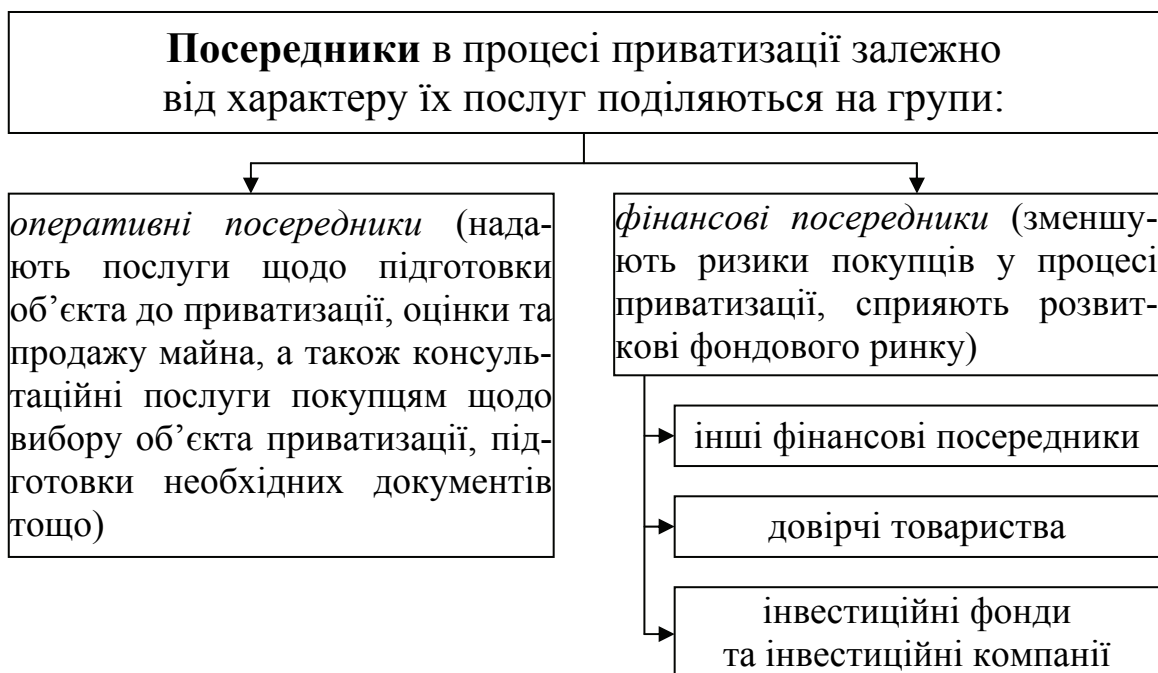 Посередники в процесі приватизації залежно
від характеру їх послуг поділяються на групи:
оперативні посередники (нада-
ють послуги щодо підготовки
об’єкта до приватизації, оцінки та
продажу майна, а також консуль-
таційні послуги покупцям щодо
вибору об’єкта приватизації, під-
готовки необхідних документів
тощо)
фінансові посередники (зменшу-
ють ризики покупців у процесі
приватизації, сприяють розвит-
кові фондового ринку)
інші фінансові посередники
довірчі товариства
інвестиційні фонди
та інвестиційні компанії